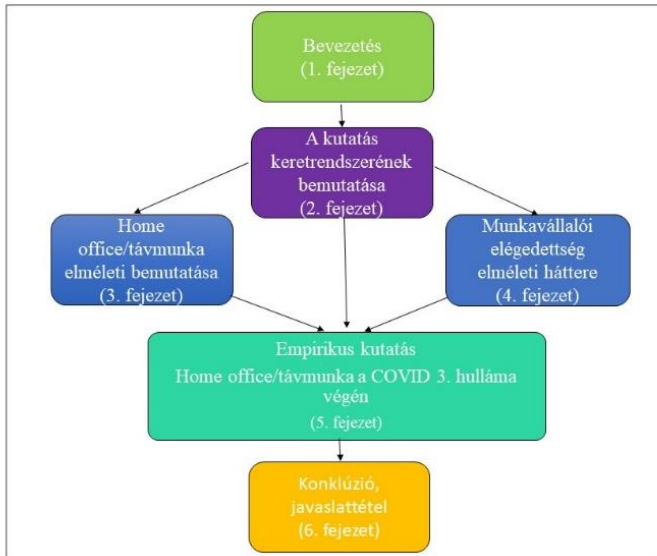 Bevezetés
(1. fejezet)
A kutatás
keretrendszerének
bemutatása
(2. fejezet)
Home
office/távmunka
elméleti bemutatása
(3. fejezet)
Munkavállalói
elégedettség
elméleti háttere
(4. fejezet)
Empirikus kutatás
Home office/távmunka a COVID 3. hulláma
végén
(5. fejezet)
Konklúzió,
javaslattétel
(6. fejezet)